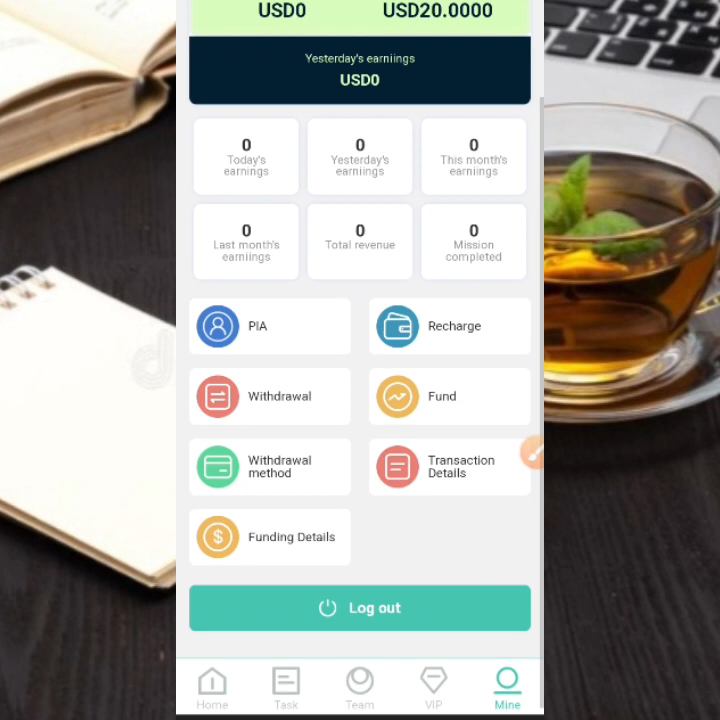 USD0 USD20.0000
Yesterday's earniings
USD0
0 0 0
Today's Yesterday's This month's
earnings earniings earniings
0 0 0
Last month's Total revenue Mission
earniings completed
PIA Recharge
Withdrawal Fund
Withdrawal Transaction
method Details
Funding Details
Log out
Home Task Team VIP Mine